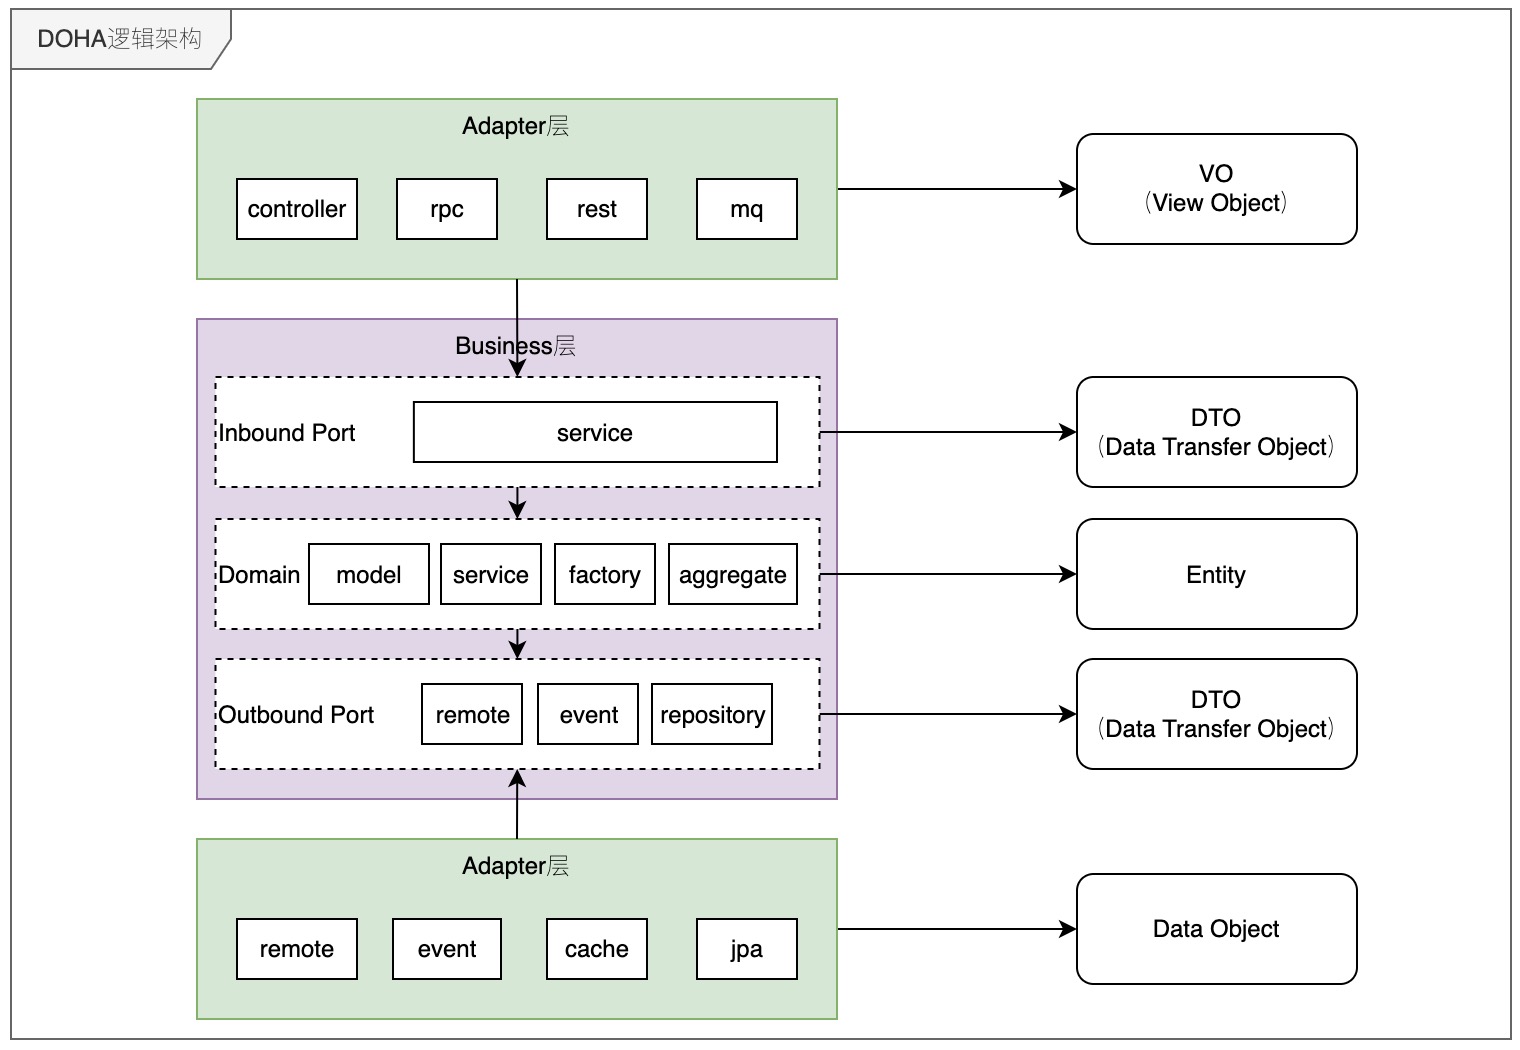 DOHA逻辑架构
Adapter层
controller
rpc
rest
mq
VO
（View Object）
Business层
Inbound Port
service
DTO
（Data Transfer Object）
Domain
model
service
factory
aggregate
Entity
Outbound Port
remote
event
repository
DTO
（Data Transfer Object）
Adapter层
remote
event
cache
jpa
Data Object